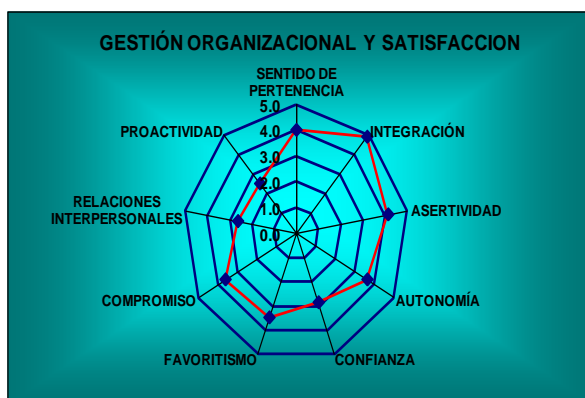 GESTIÓN ORGANIZACIONAL Y SATISFACCION
SENTIDO DE
PERTENENCIA
5.0
4.0
3.0
2.0
1.0
0.0
INTEGRACIÓN
ASERTIVIDAD
AUTONOMÍA
CONFIANZA
FAVORITISMO
COMPROMISO
RELACIONES
INTERPERSONALES
PROACTIVIDAD